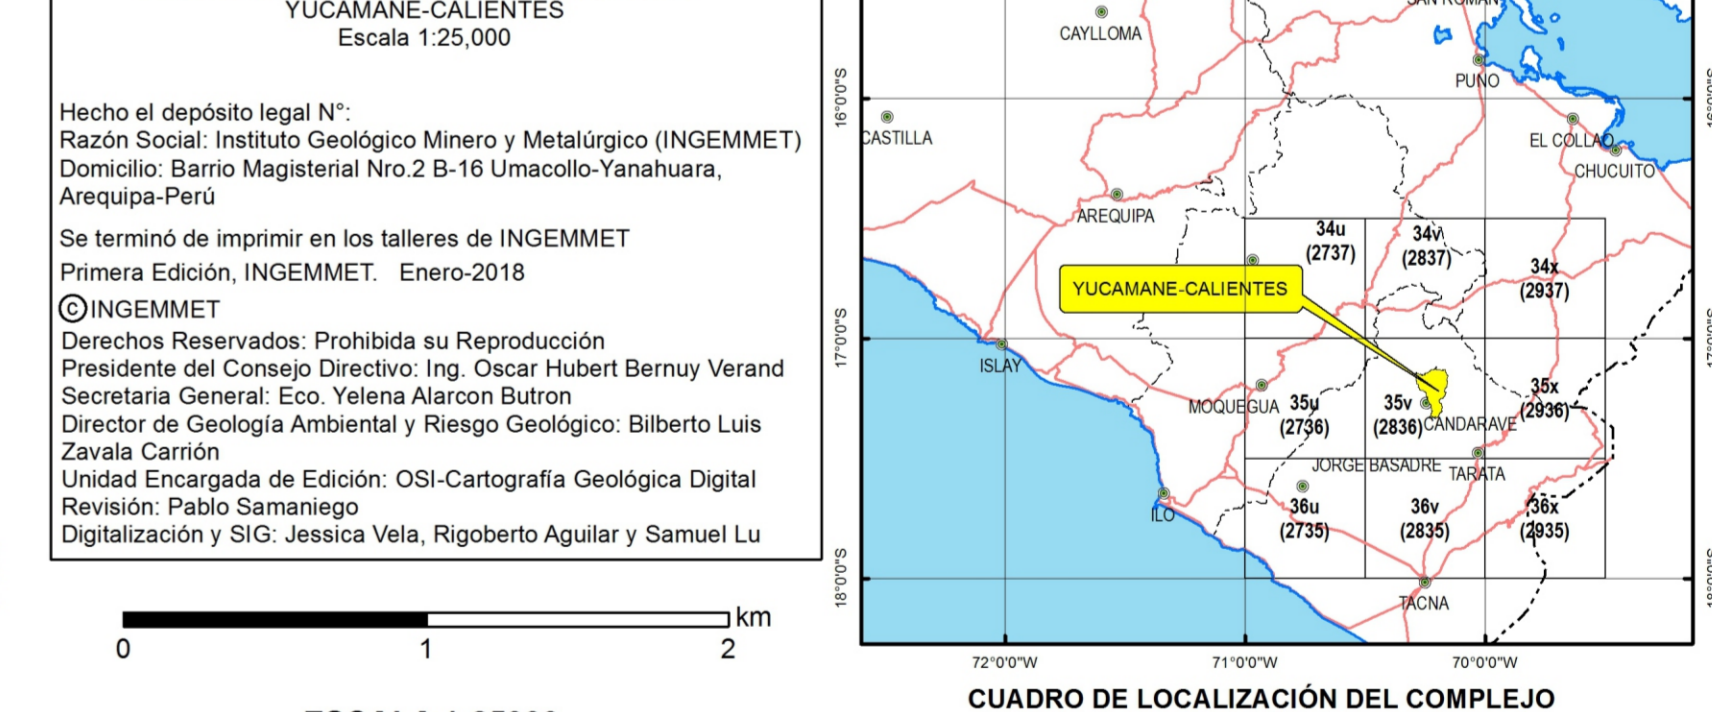 YUCAMANE-CALIENTES
Escala 1:25,000
Hecho el depósito legal N°:
Razón Social: Instituto Geológico Minero y Metalúrgico (INGEMMET)
Domicilio: Barrio Magisterial Nro.2 B-16 Umacollo-Yanahuara,
Arequipa-Perú
Se terminó de imprimir en los talleres de INGEMMET
Primera Edición, INGEMMET. Enero-2018
©INGEMMET
Derechos Reservados: Prohibida su Reproducción
Presidente del Consejo Directivo: Ing. Oscar Hubert Bernuy Verand
Secretaria General: Eco. Yelena Alarcon Butron
Director de Geología Ambiental y Riesgo Geológico: Bilberto Luis
Zavala Carrión
Unidad Encargada de Edición: OSI-Cartografía Geológica Digital
Revisión: Pablo Samaniego
Digitalización y SIG: Jessica Vela, Rigoberto Aguilar y Samuel Lu
km
0 1 2
SAN ROMAN
CAYLLOMA
PUNO
16°0'0"S
CASTILLA
EL COLLAO
CHUCUITO
AREQUIPA
34u
(2737)
34v
(2837)
34x
(2937)
YUCAMANE-CALIENTES
17°0'0"S
ISLAY
MOQUEGUA
35u
(2736)
35v
(2836)
CANDARAVE
35x
(2936)
JORGE BASADRE
TARATA
ILO
36u
(2735)
36v
(2835)
36x
(2935)
18°0'0"S
TACNA
72°0'0"W
71°0'0"W
70°0'0"W
CUADRO DE LOCALIZACIÓN DEL COMPLEJO